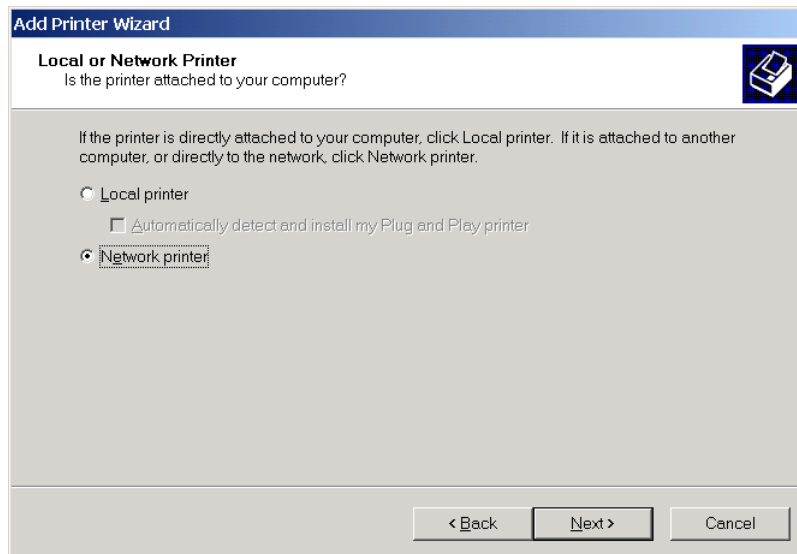 Add Printer Wizard
Local or Network Printer
Is the printer attached to your computer?
If the printer is directly attached to your computer, click Local printer. If it is attached to another
computer, or directly to the network, click Network printer.
Local printer
Automatically detect and install my Plug and Play printer
Network printer
< Back Next > Cancel